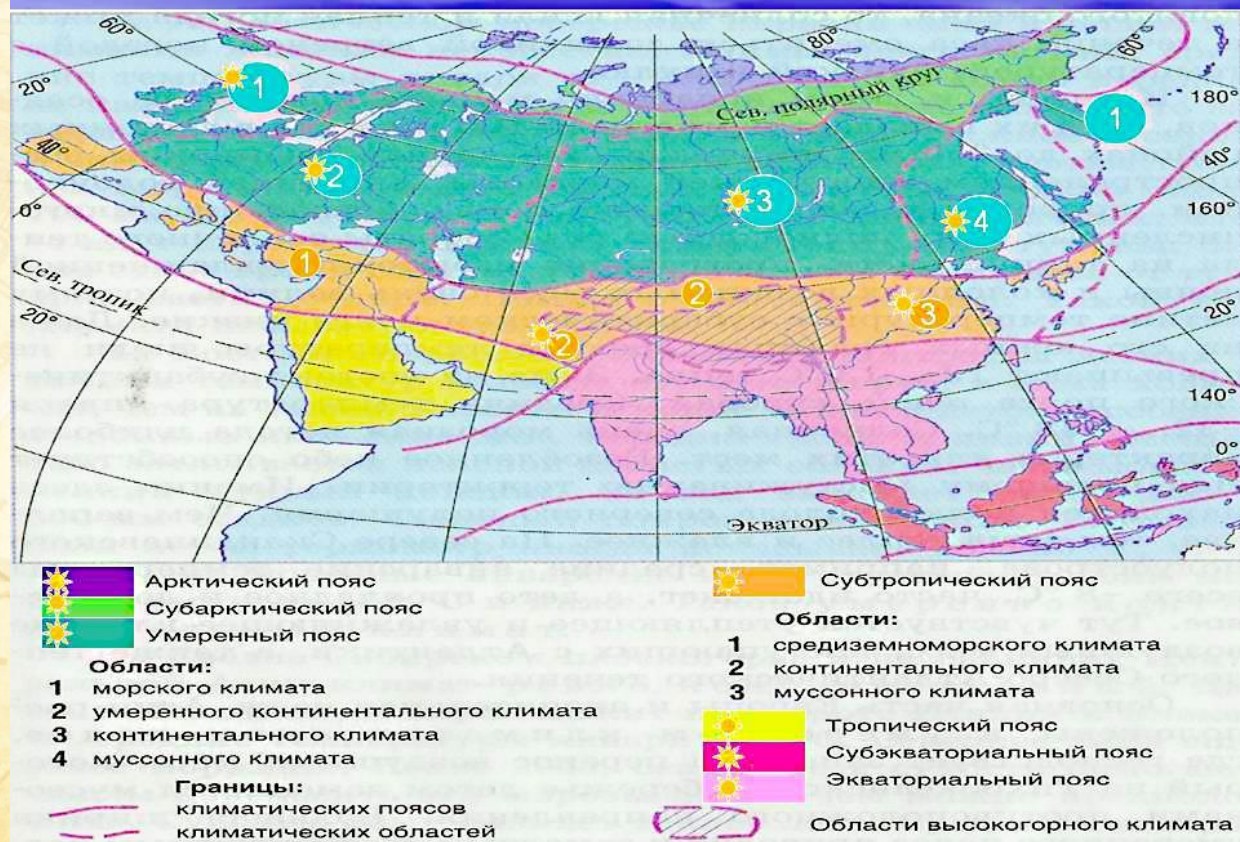 60°
80°
60°
20°
1
Сев. полярный круг
180°
1
40°
2
3
40°
0°
4
160°
1
Сев. тропик
2
3
20°
20°
2
140°
0°
Экватор
Арктический пояс
Субарктический пояс
Умеренный пояс
Области:
1 морского климата
2 умеренного континентального климата
3 континентального климата
4 муссонного климата
Границы:
климатических поясов
климатических областей
Субтропический пояс
Области:
1 средиземноморского климата
2 континентального климата
3 муссонного климата
Тропический пояс
Субэкваториальный пояс
Экваториальный пояс
Области высокогорного климата